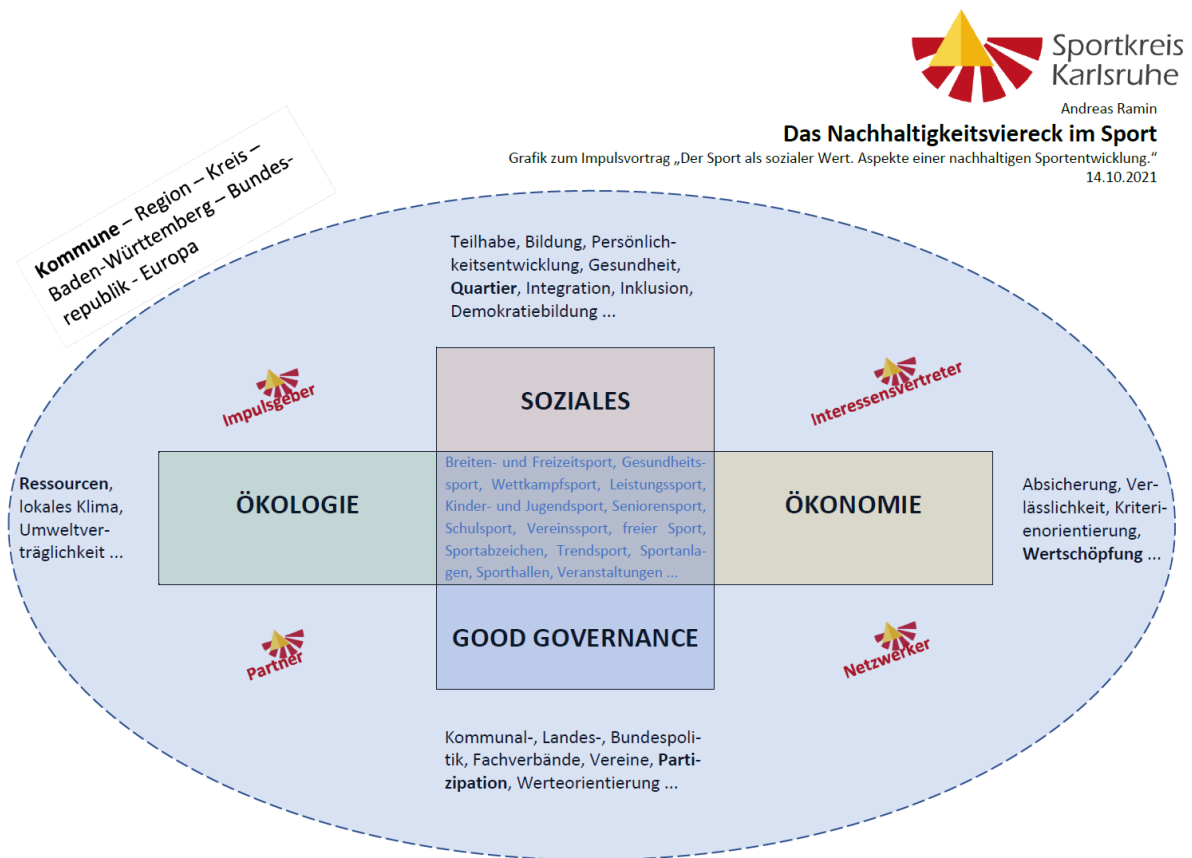 Sportkreis
Karlsruhe
Andreas Ramin
Das Nachhaltigkeitsviereck im Sport
Grafik zum Impulsvortrag „Der Sport als sozialer Wert. Aspekte einer nachhaltigen Sportentwicklung.“
14.10.2021
Kommune – Region – Kreis –
Baden-Württemberg – Bundes-
republik - Europa
Teilhabe, Bildung, Persönlich-
keitsentwicklung, Gesundheit,
Quartier, Integration, Inklusion,
Demokratiebildung ...
Impulsgeber
SOZIALES
Interessensvertreter
Ressourcen,
lokales Klima,
Umweltver-
träglichkeit ...
ÖKOLOGIE
Breiten- und Freizeitsport, Gesundheits-
sport, Wettkampfsport, Leistungssport,
Kinder- und Jugendsport, Seniorensport,
Schulsport, Vereinssport, freier Sport,
Sportabzeichen, Trendsport, Sportanla-
gen, Sporthallen, Veranstaltungen ...
ÖKONOMIE
Absicherung, Ver-
lässlichkeit, Kriteri-
enorientierung,
Wertschöpfung ...
Partner
GOOD GOVERNANCE
Netzwerker
Kommunal-, Landes-, Bundespoli-
tik, Fachverbände, Vereine, Parti-
zipation, Werteorientierung ...